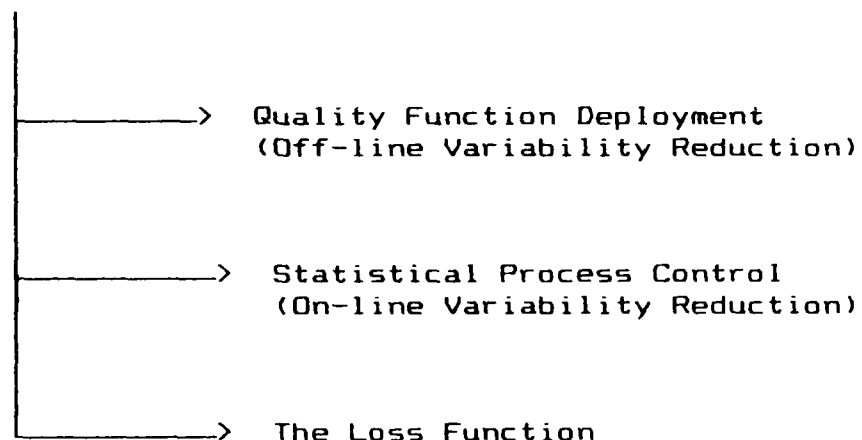 Quality Function Deployment
(Off-line Variability Reduction)
Statistical Process Control
(On-line Variability Reduction)
The Loss Function